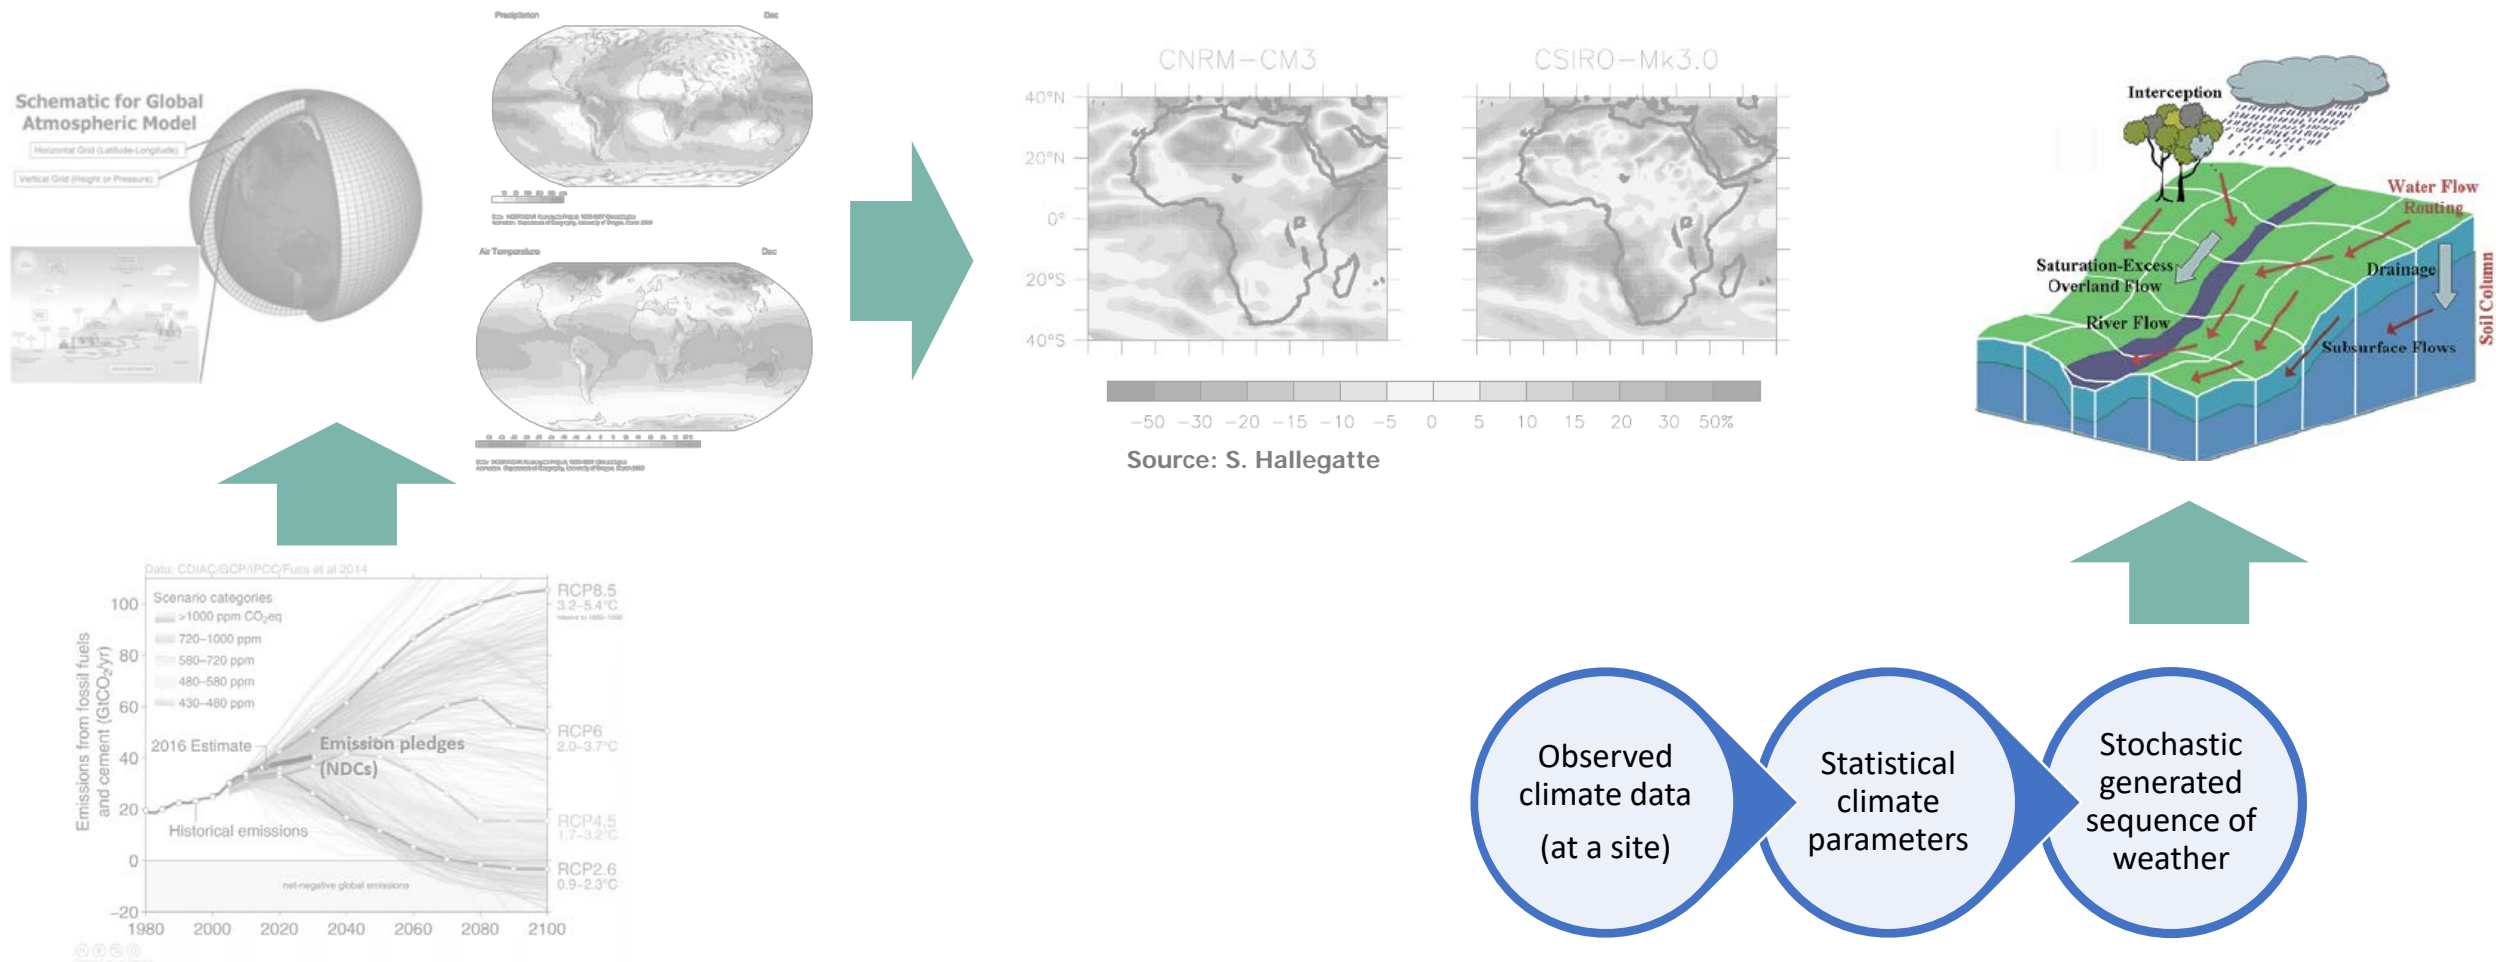 Schematic for Global
Atmospheric Model
Horizontal Grid (Latitude-Longitude)
Vertical Grid (Height or Pressure)
Precipitation
Dec
Air Temperature
Dec
CNRM-CM3
CSIRO-Mk3.0
40°N
20°N
0°
20°S
40°S
-50 -30 -20 -15 -10 -5 0 5 10 15 20 30 50%
Source: S. Hallegatte
Interception
Water Flow
Routing
Saturation-Excess
Overland Flow
Drainage
River Flow
Subsurface Flows
Soil Column
Data: CDIAC/GCP/IPCC/Fuss et al 2014
Emissions from fossil fuels
and cement (GtCO2/yr)
100
80
60
40
20
0
-20
Scenario categories
>1000 ppm CO2eq
720–1000 ppm
580–720 ppm
480–580 ppm
430–480 ppm
2016 Estimate
Emission pledges
(NDCs)
Historical emissions
net-negative global emissions
RCP8.5
3.2–5.4°C
RCP6
2.0–3.7°C
RCP4.5
1.7–3.2°C
RCP2.6
0.9–2.3°C
1980 2000 2020 2040 2060 2080 2100
Observed
climate data
(at a site)
Statistical
climate
parameters
Stochastic
generated
sequence of
weather